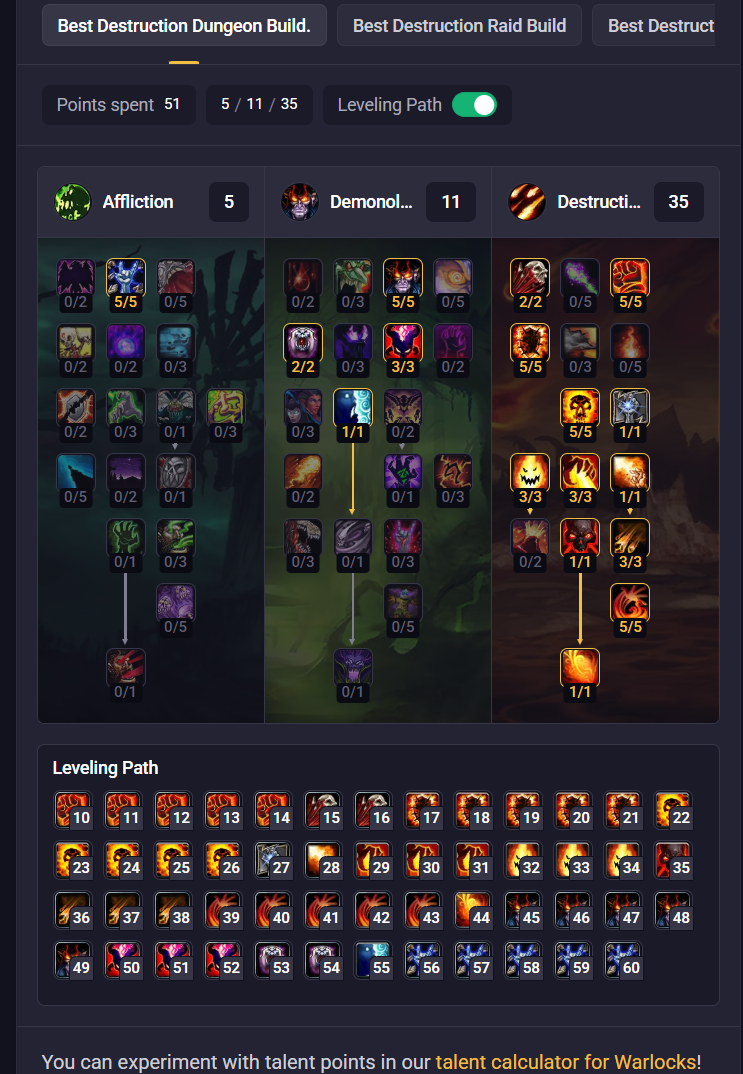 Best Destruction Dungeon Build. Best Destruction Raid Build Best Destruct
Points spent 51 5 / 11 / 35 Leveling Path
Affliction 5 Demonol... 11 Destructi... 35
0/2 5/5 0/5 0/2 0/3 5/5 0/5 2/2 0/5 5/5
0/2 0/2 0/3 2/2 0/3 3/3 0/2 5/5 0/3 0/5
0/2 0/3 0/1 0/3 0/3 1/1 0/2 5/5 1/1
0/5 0/2 0/1 0/2 0/1 0/3 3/3 3/3 1/1
0/1 0/3 0/3 0/1 0/3 0/2 1/1 3/3
0/5 0/5 5/5
0/1 0/1 1/1
Leveling Path
10 11 12 13 14 15 16 17 18 19 20 21 22
23 24 25 26 27 28 29 30 31 32 33 34 35
36 37 38 39 40 41 42 43 44 45 46 47 48
49 50 51 52 53 54 55 56 57 58 59 60
You can experiment with talent points in our talent calculator for Warlocks!